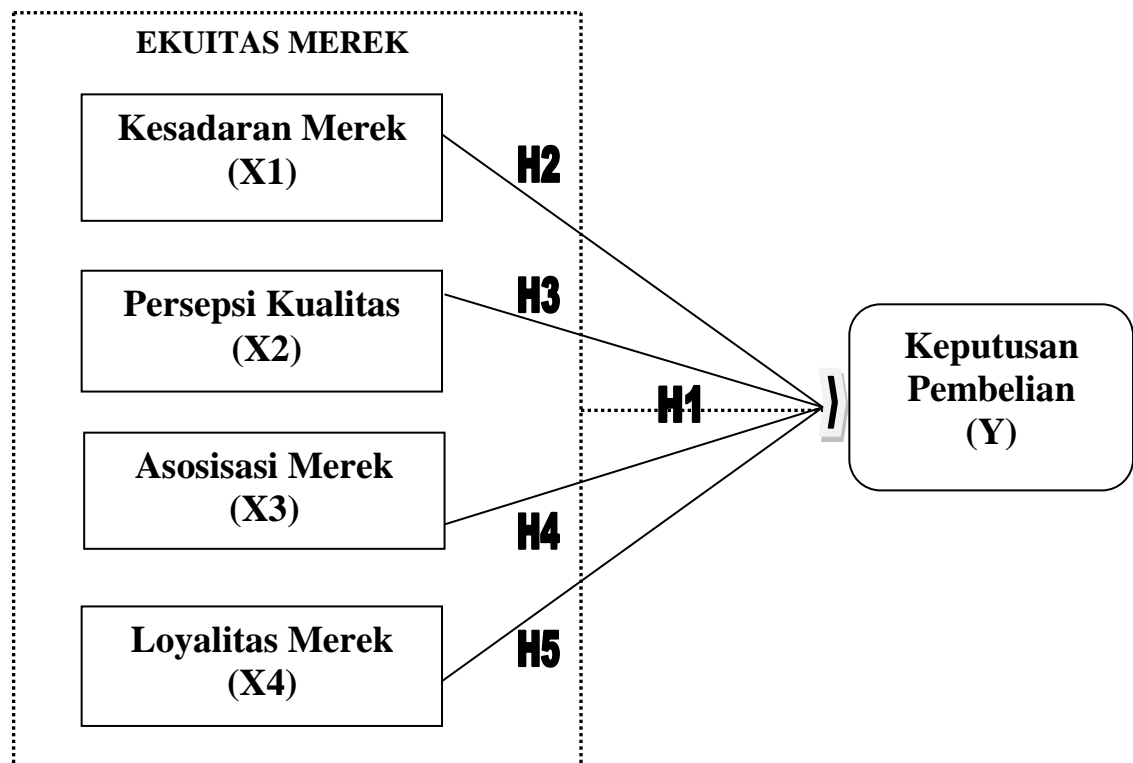 EKUITAS MEREK
Kesadaran Merek
(X1)
H2
Persepsi Kualitas
(X2)
H3
H1
Asosisasi Merek
(X3)
H4
Loyalitas Merek
(X4)
H5
Keputusan
Pembelian
(Y)